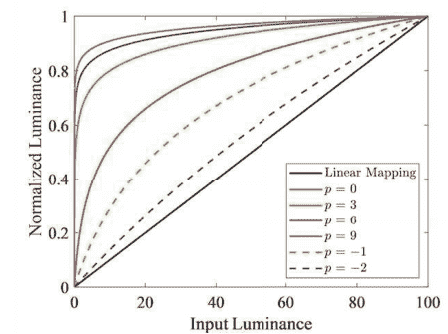 1
0.8
0.6
0.4
0.2
0
Normalized Luminance
Linear Mapping
p = 0
p = 3
p = 6
p = 9
p = −1
p = −2
0 20 40 60 80 100
Input Luminance